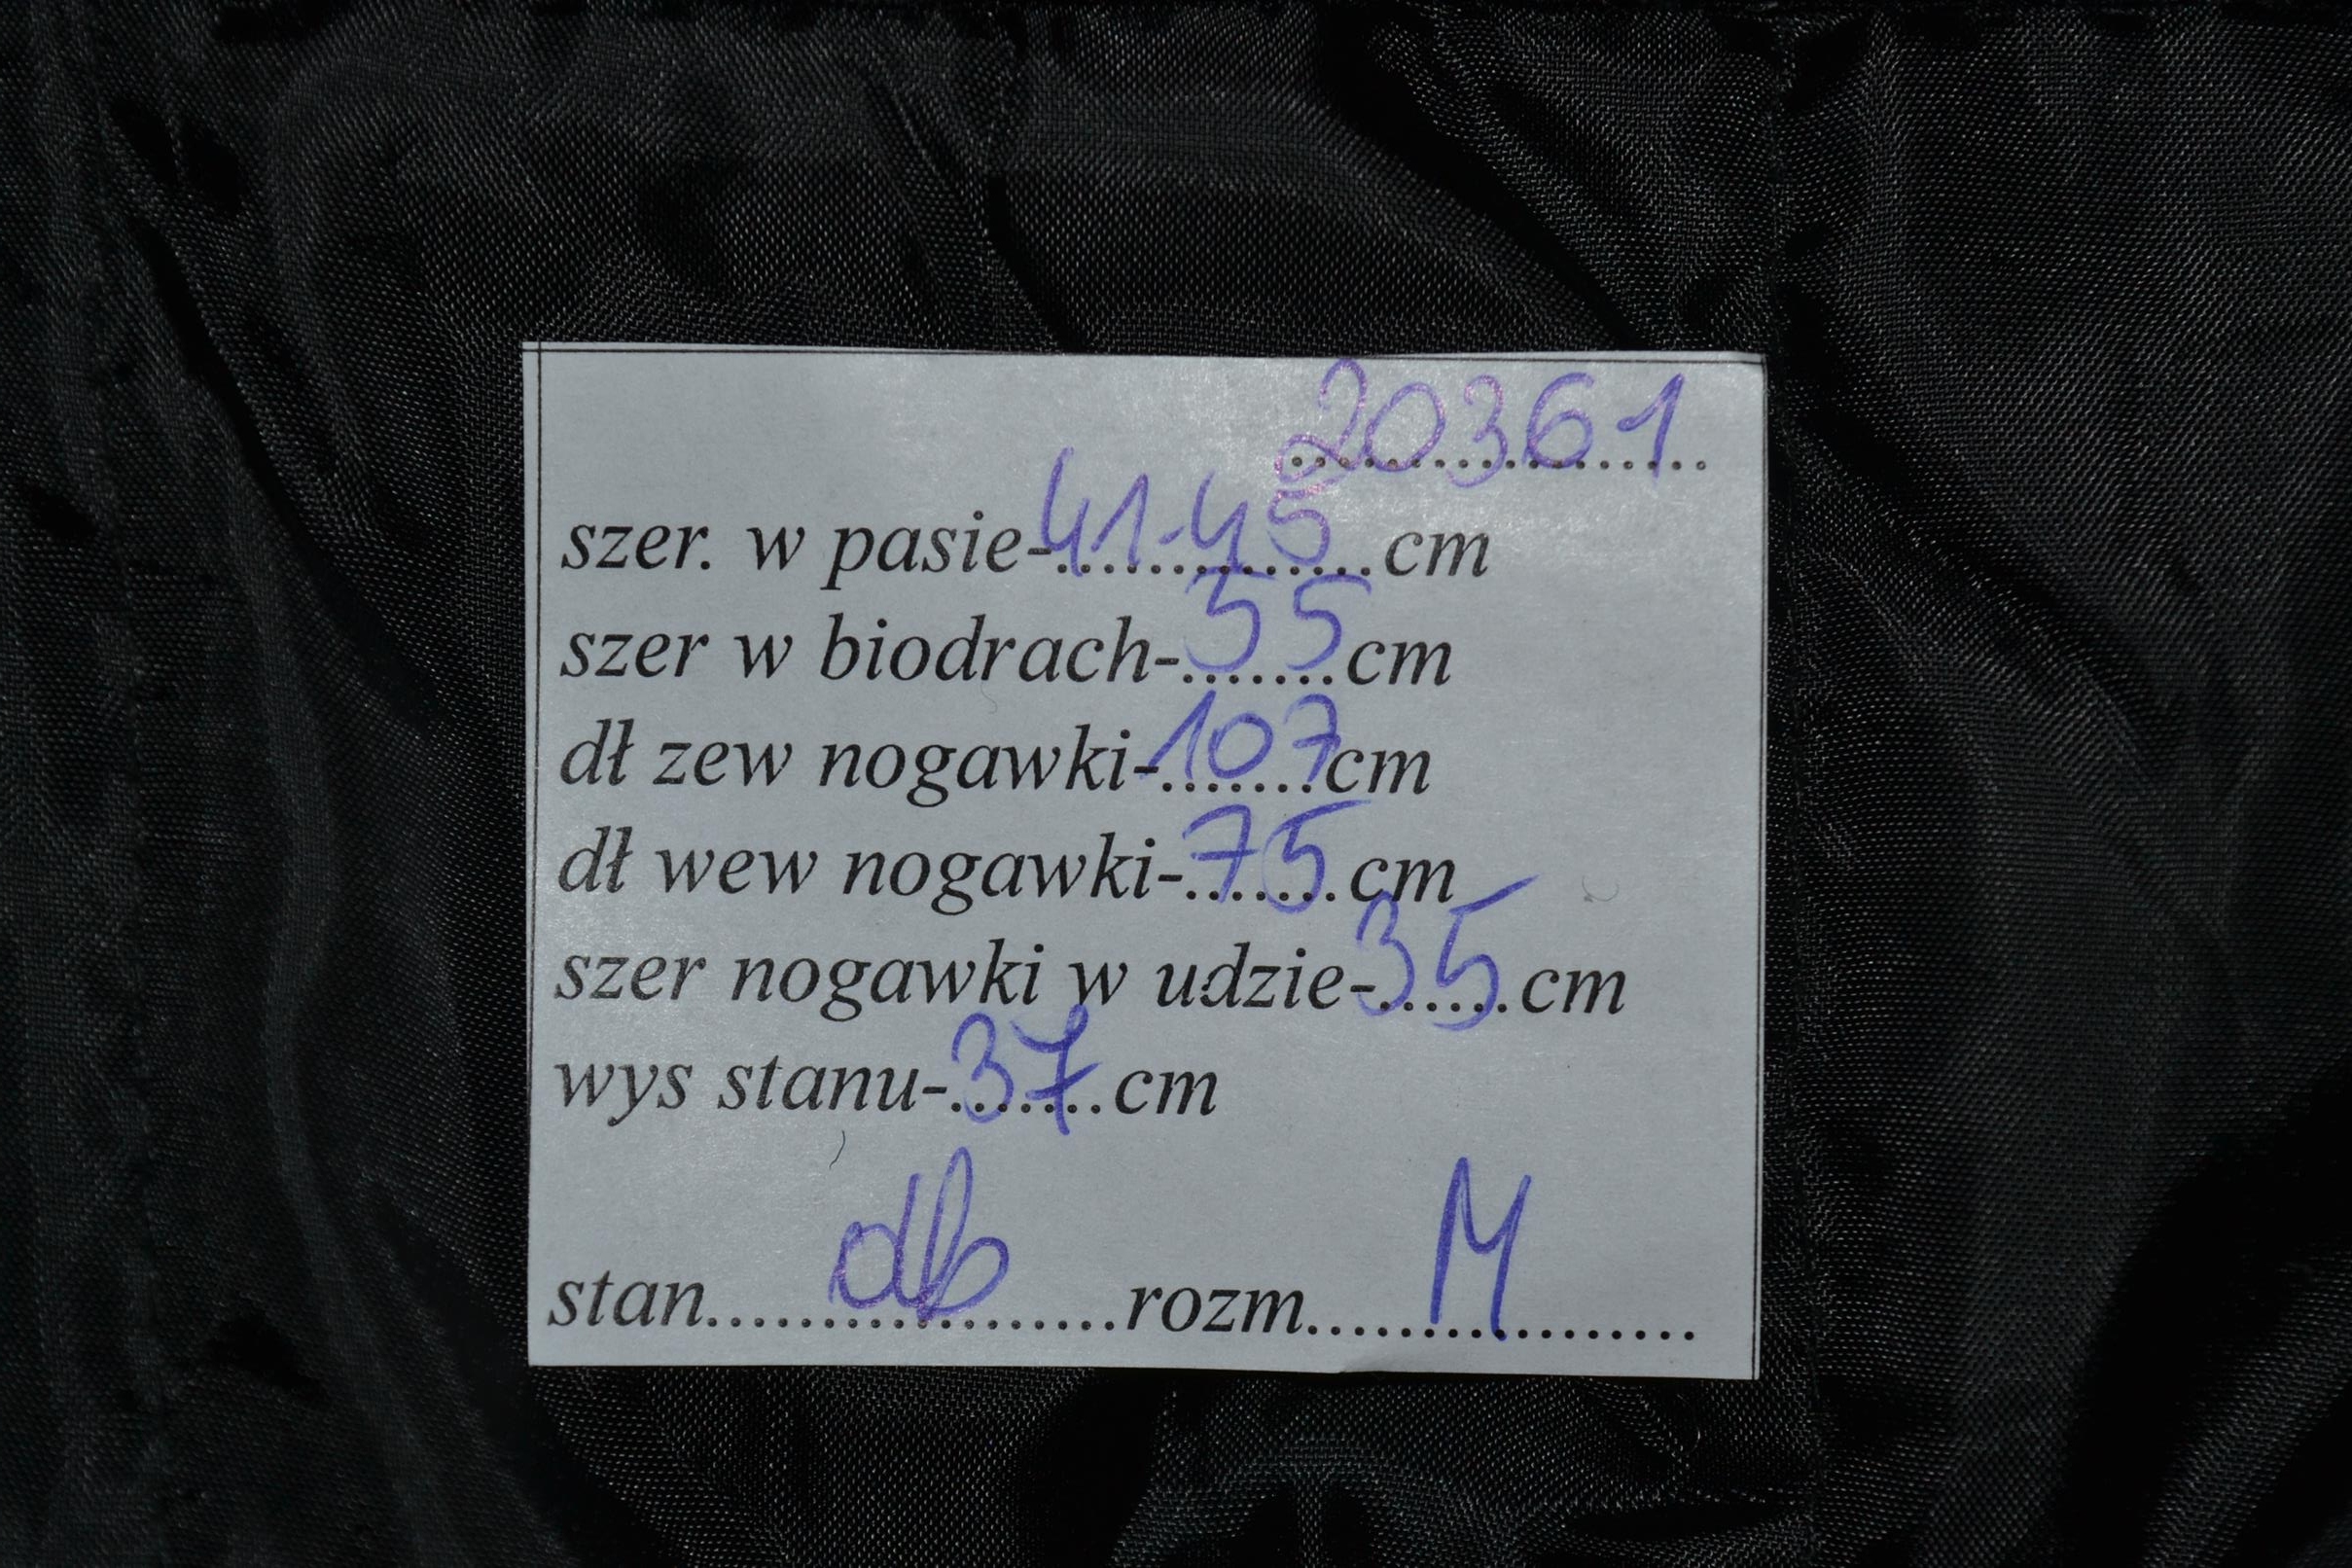 20361
szer. w pasie-41-45cm
szer w biodrach-55cm
dł zew nogawki-107cm
dł wew nogawki-75cm
szer nogawki w udzie-35cm
wys stanu-37cm
stan.......db.......rozm.......M.......